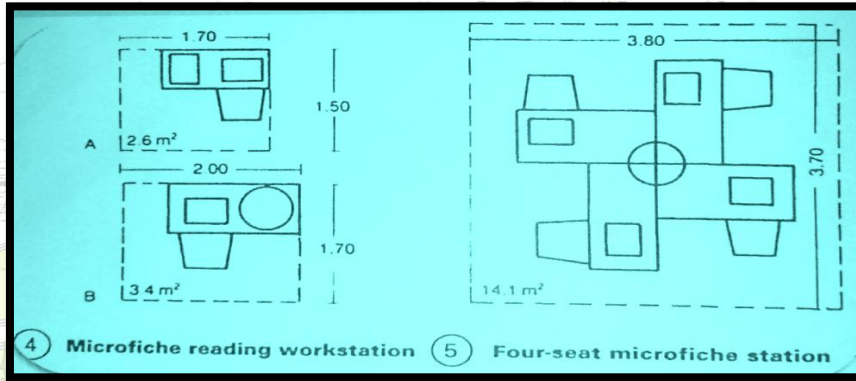 1.70
1.50
A
2.6 m²
2.00
1.70
B
3.4 m²
4 Microfiche reading workstation
3.80
3.70
14.1 m²
5 Four-seat microfiche station